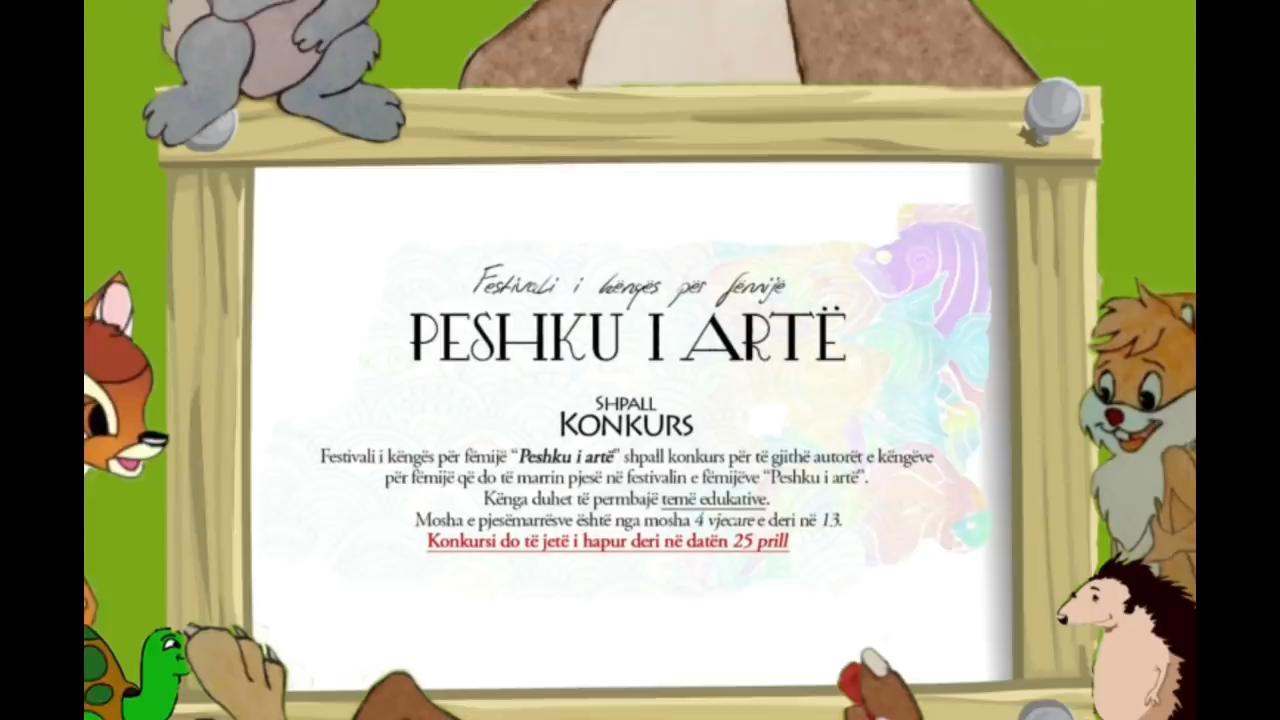 Festivali i këngës për fëmijë
PESHKU I ARTË
SHPALL
KONKURS
Festivali i këngës për fëmijë “Peshku i artë” shpall konkurs për të gjithë autorët e këngëve
për fëmijë që do të marrin pjesë në festivalin e fëmijëve “Peshku i artë”.
Kënga duhet të permbajë temë edukative.
Mosha e pjesëmarrësve është nga mosha 4 vjecare e deri në 13.
Konkursi do të jetë i hapur deri në datën 25 prill